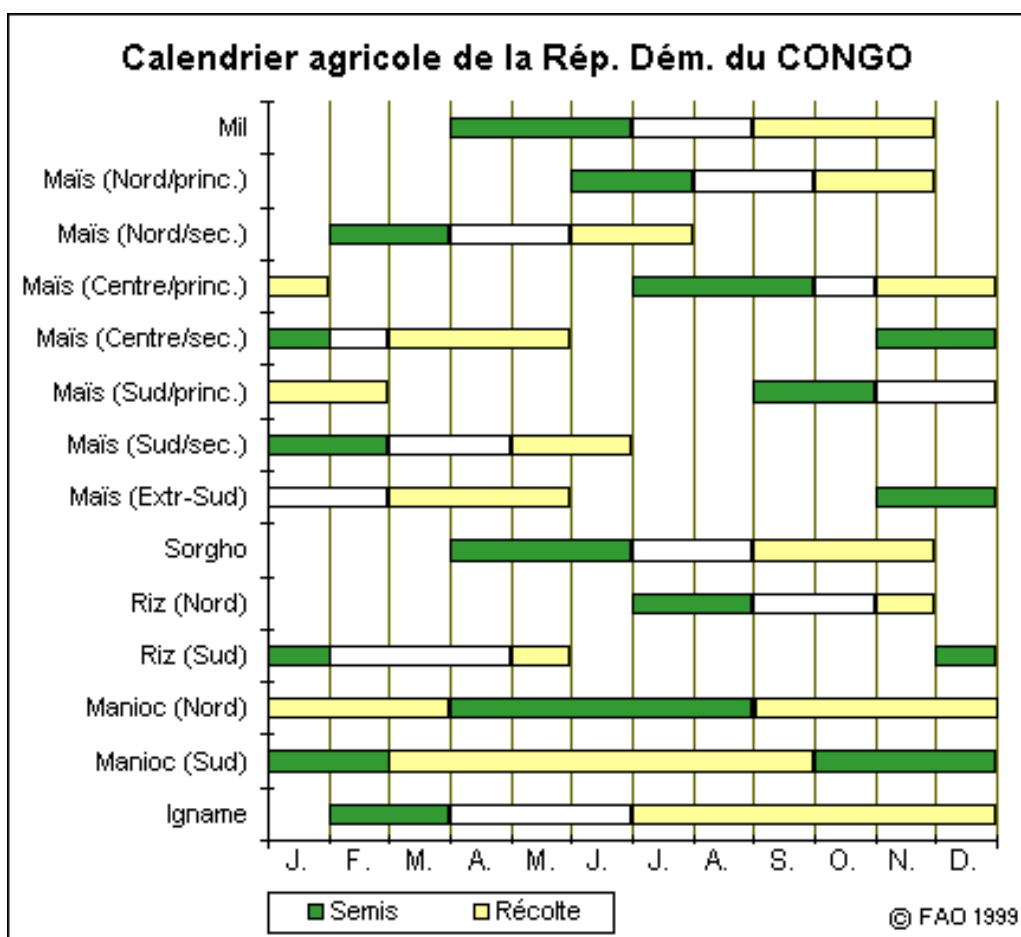 Calendrier agricole de la Rép. Dém. du CONGO
Mil
Maïs (Nord/princ.)
Maïs (Nord/sec.)
Maïs (Centre/princ.)
Maïs (Centre/sec.)
Maïs (Sud/princ.)
Maïs (Sud/sec.)
Maïs (Extr-Sud)
Sorgho
Riz (Nord)
Riz (Sud)
Manioc (Nord)
Manioc (Sud)
Igname
J. F. M. A. M. J. J. A. S. O. N. D.
Semis Récolte
© FAO 1999